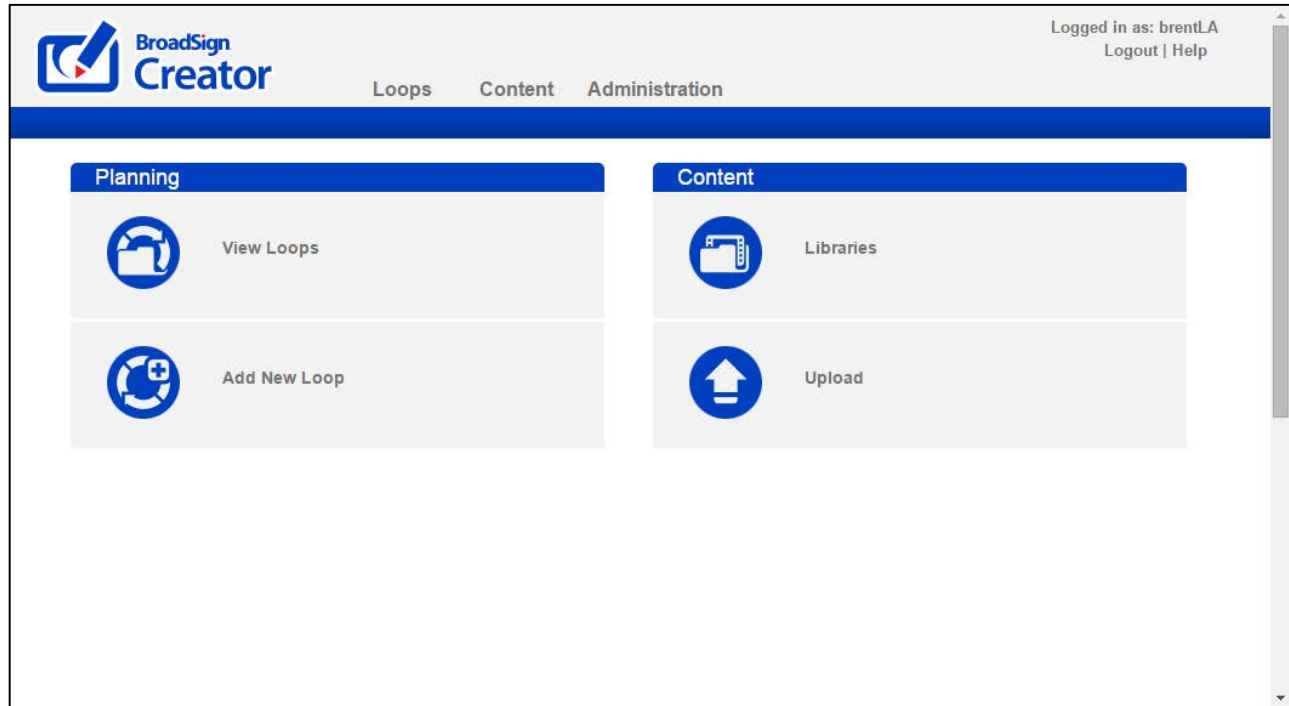 BroadSign
Creator
Loops Content Administration
Logged in as: brentLA
Logout | Help
Planning
View Loops
Add New Loop
Content
Libraries
Upload